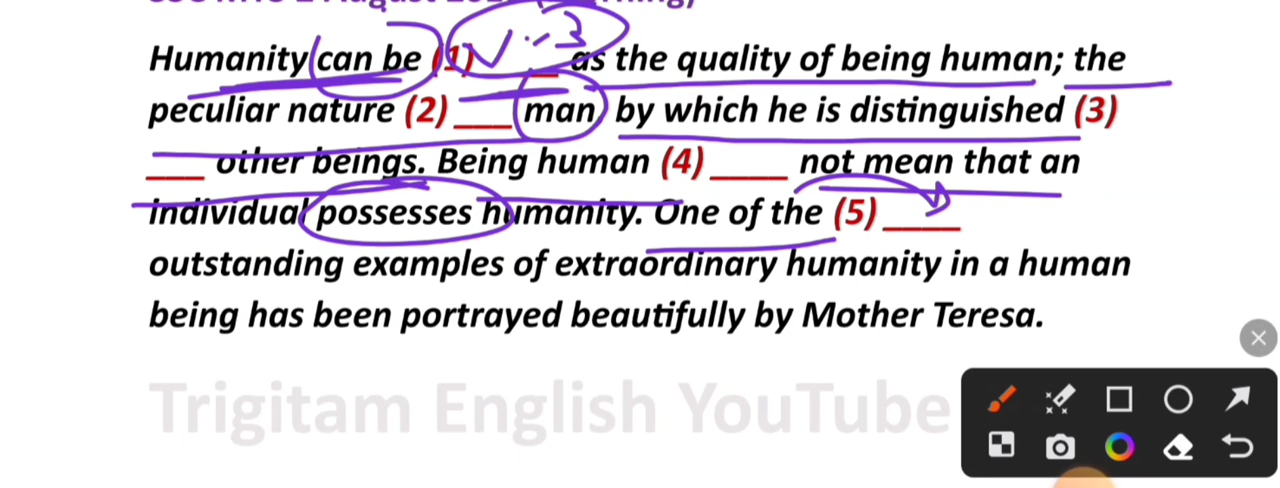 Humanity can be (1) ___ as the quality of being human; the
peculiar nature (2) ___ man, by which he is distinguished (3)
___ other beings. Being human (4) ____ not mean that an
individual possesses humanity. One of the (5) ____
outstanding examples of extraordinary humanity in a human
being has been portrayed beautifully by Mother Teresa.
Trigitam English YouTube